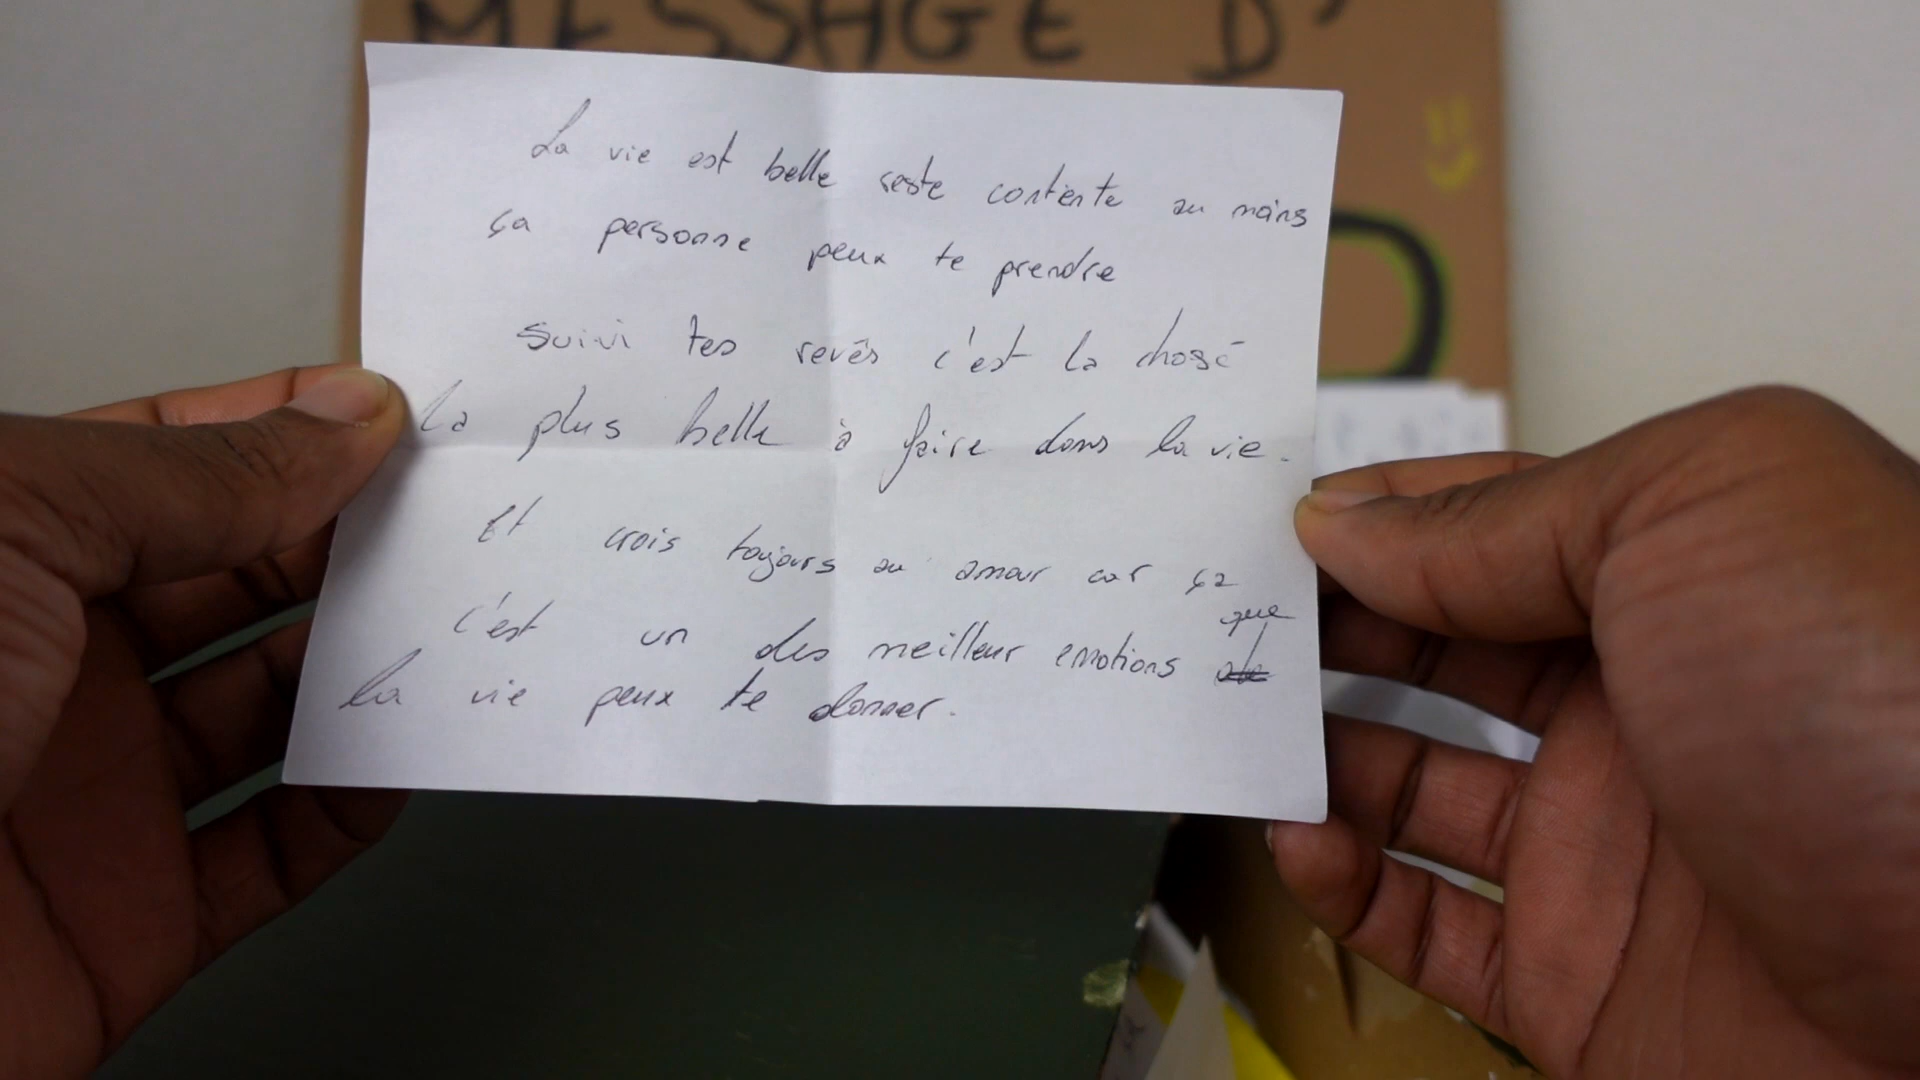 MESSAGE D'
La vie est belle reste contente au moins
ça personne peux te prendre
Suivi tes revês c'est la chose
la plus belle à faire dans la vie.
Et crois toujours au amour car ça
c'est un des meilleur emotions que
la vie peux te donner.